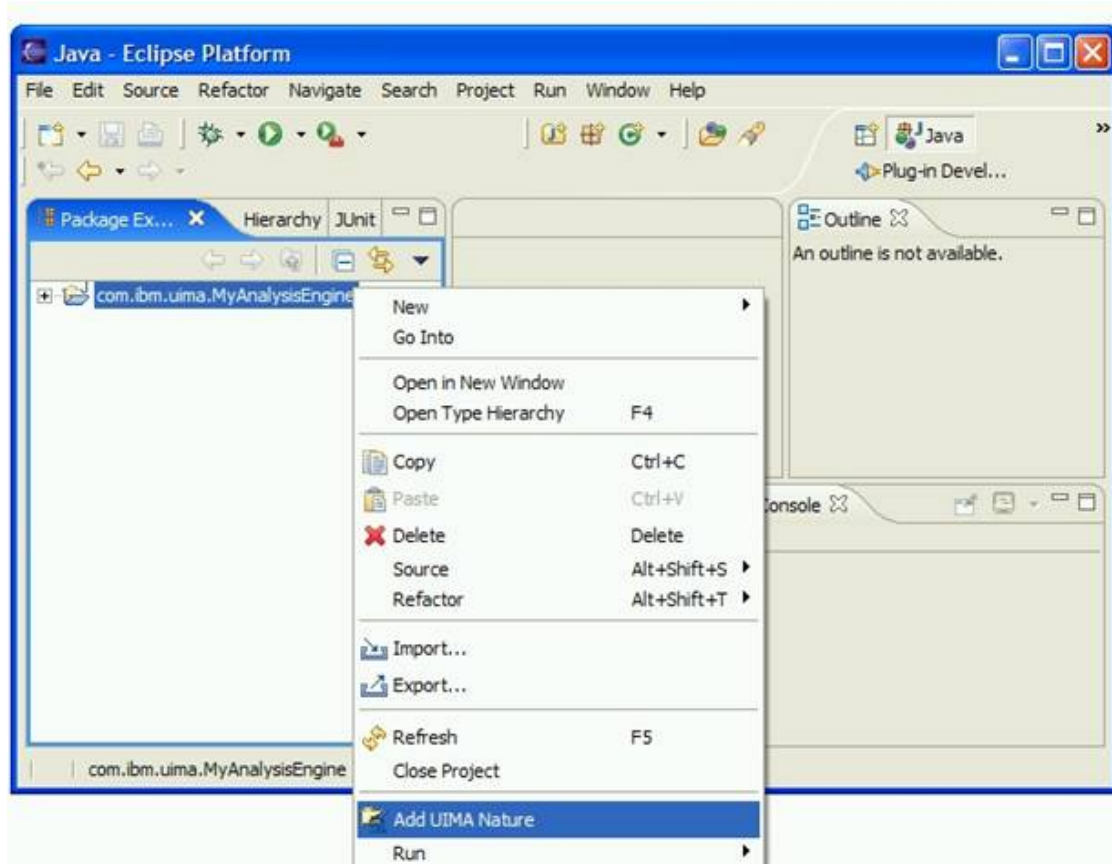 Java - Eclipse Platform
File Edit Source Refactor Navigate Search Project Run Window Help
Java
Plug-in Devel...
Package Ex... Hierarchy JUnit
Outline
An outline is not available.
com.ibm.uima.MyAnalysisEngine
New
Go Into
Open in New Window
Open Type Hierarchy F4
Copy Ctrl+C
Paste Ctrl+V
Console
Delete Delete
Source Alt+Shift+S
Refactor Alt+Shift+T
Import...
Export...
Refresh F5
com.ibm.uima.MyAnalysisEngine
Close Project
Add UIMA Nature
Run